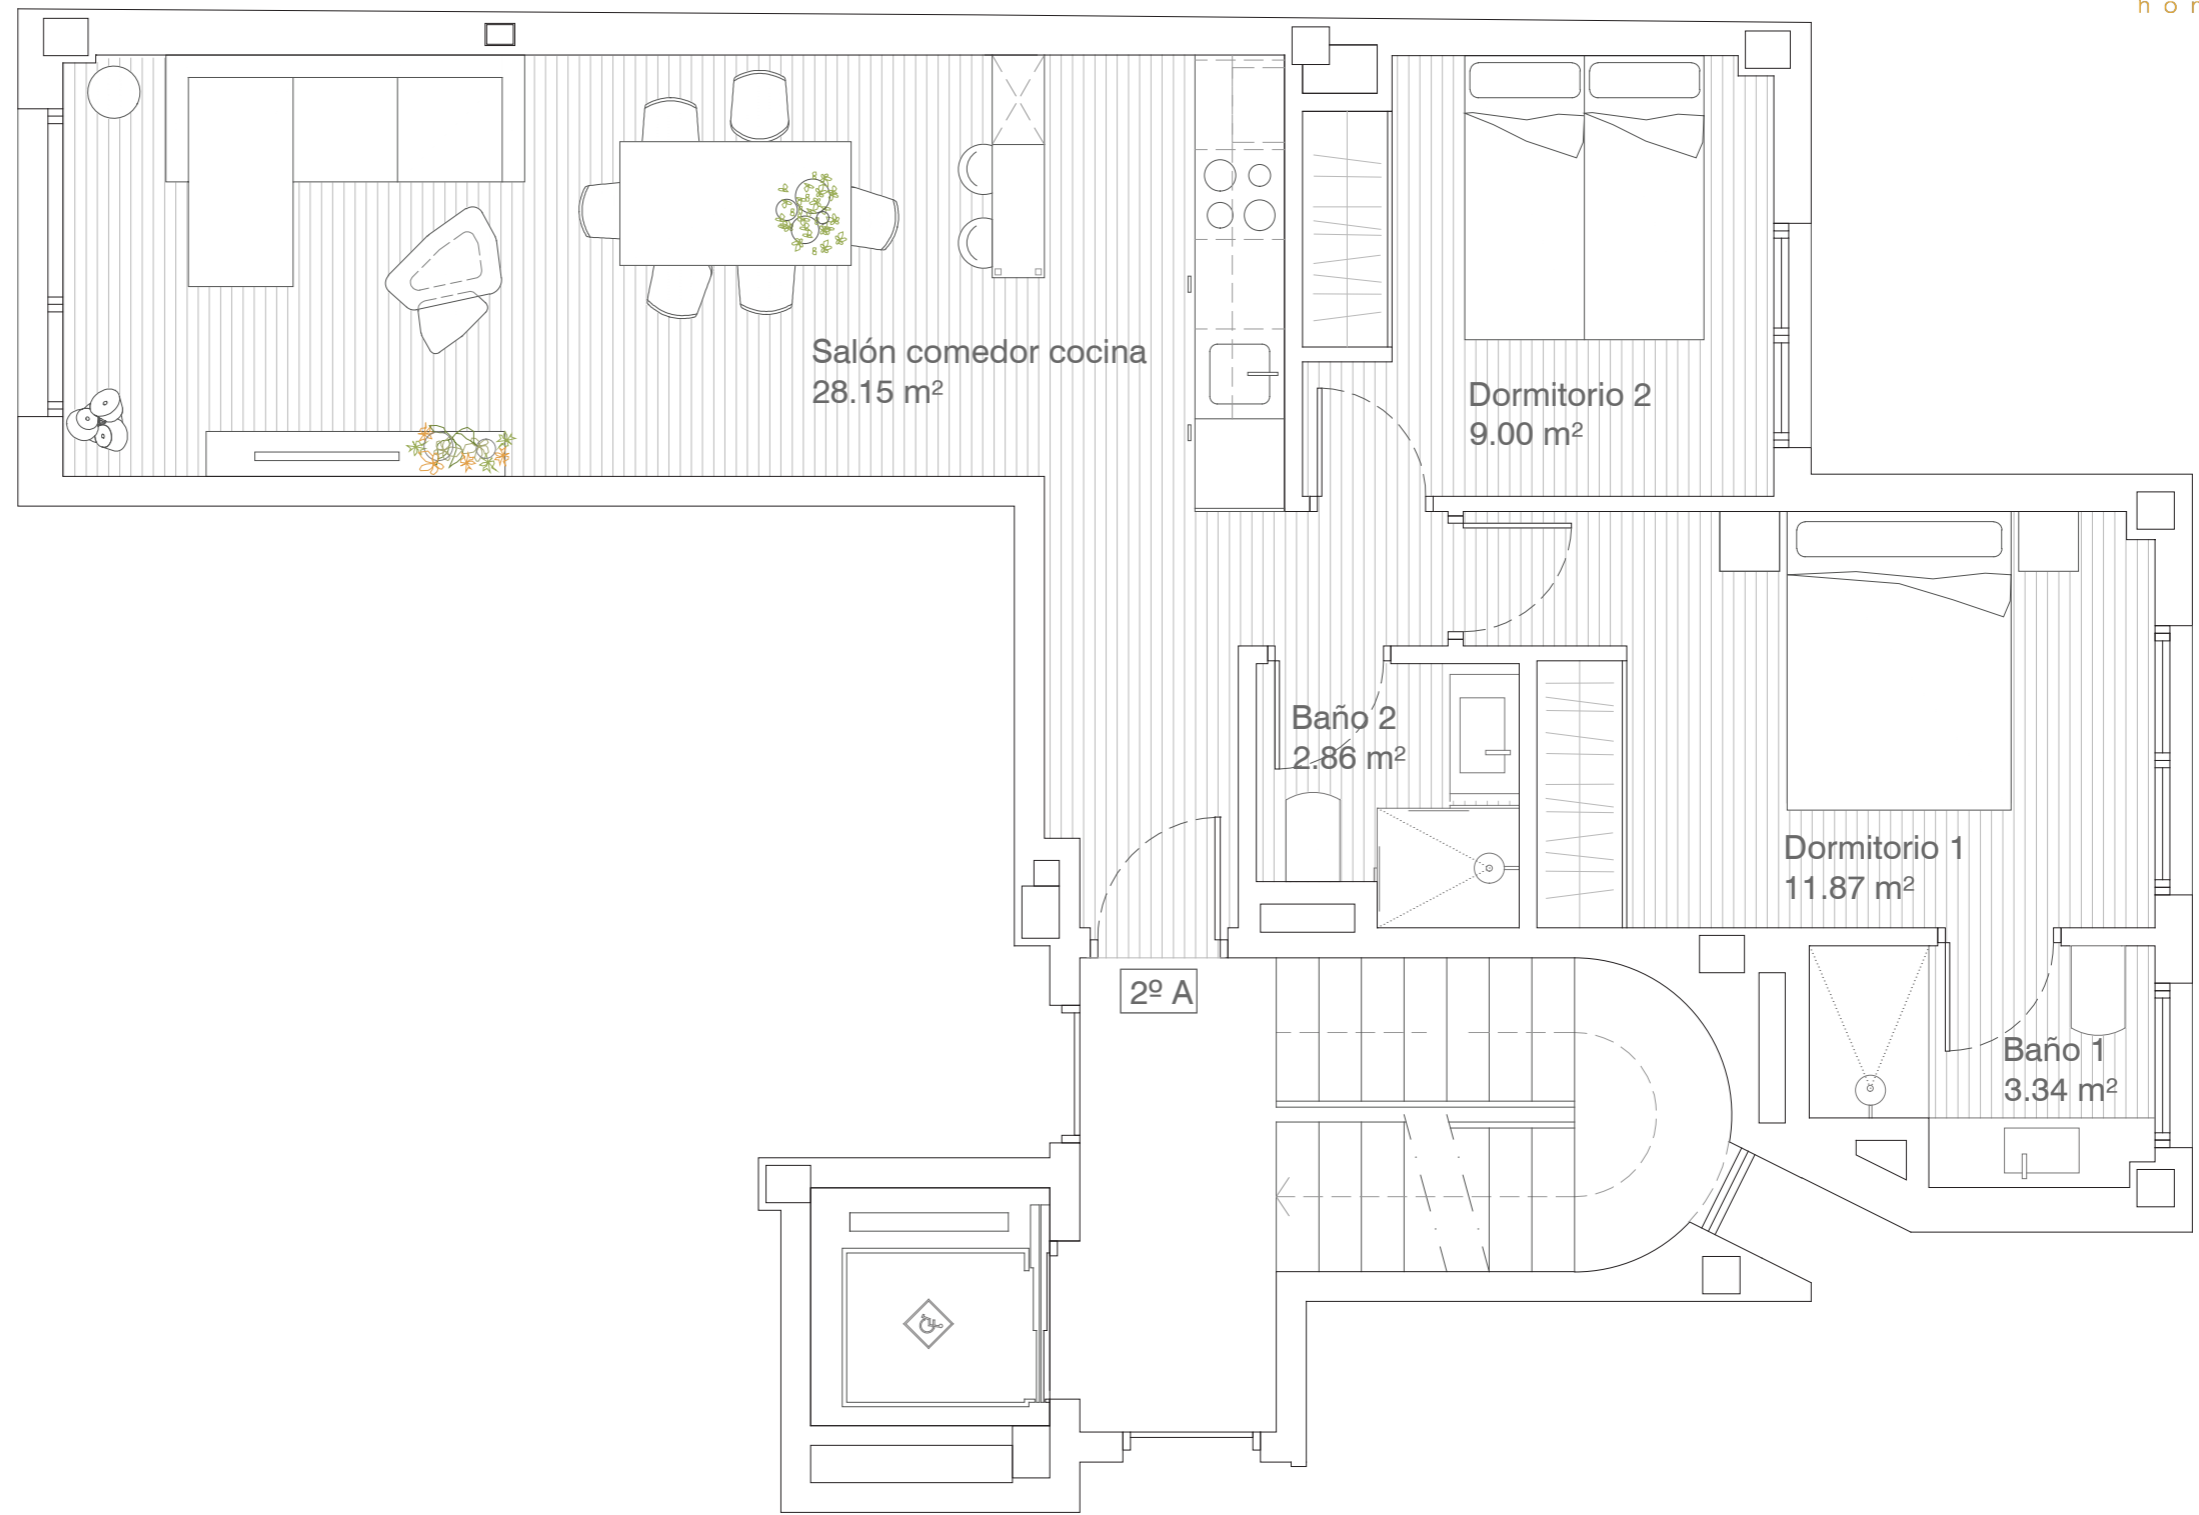 Salón comedor cocina
28.15 m²
Dormitorio 2
9.00 m²
Baño 2
2.86 m²
Dormitorio 1
11.87 m²
2º A
Baño 1
3.34 m²